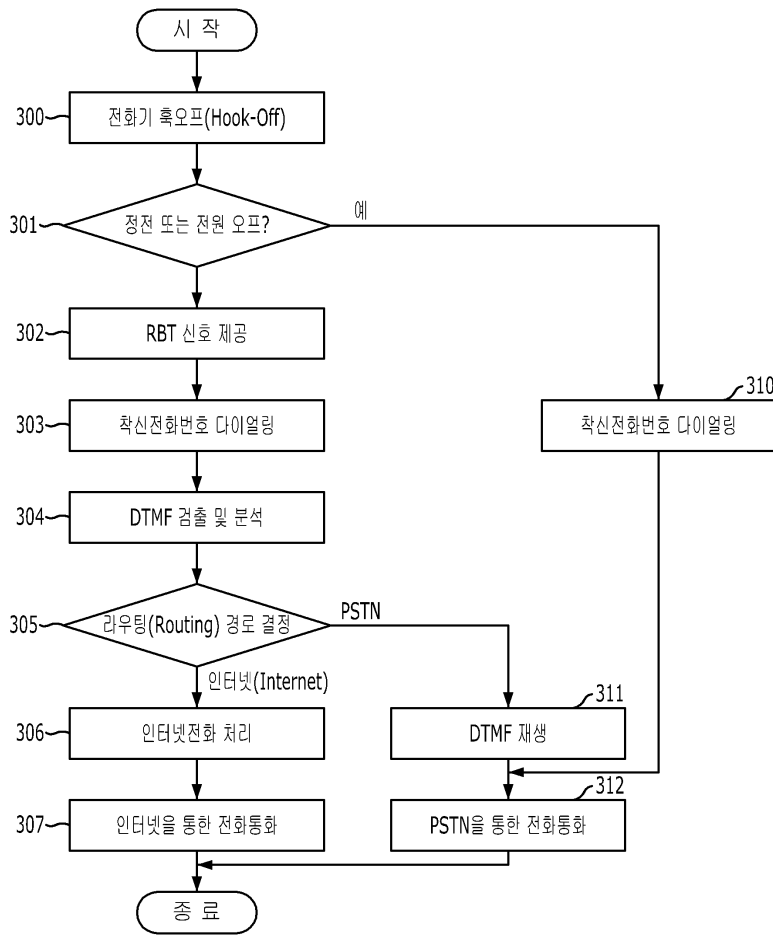 시 작
300
전화기 훅오프(Hook-Off)
301
정전 또는 전원 오프?
예
302
RBT 신호 제공
310
303
착신전화번호 다이얼링
착신전화번호 다이얼링
304
DTMF 검출 및 분석
305
라우팅(Routing) 경로 결정
PSTN
인터넷(Internet)
311
306
인터넷전화 처리
DTMF 재생
312
307
인터넷을 통한 전화통화
PSTN을 통한 전화통화
종 료